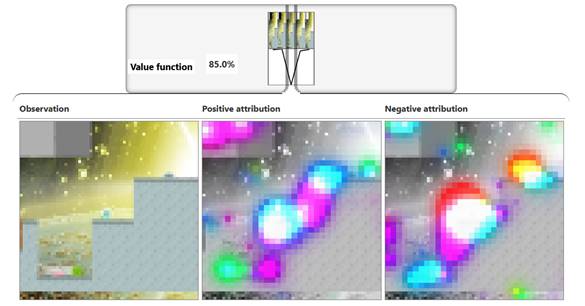 Value function 85.0%
Observation Positive attribution Negative attribution